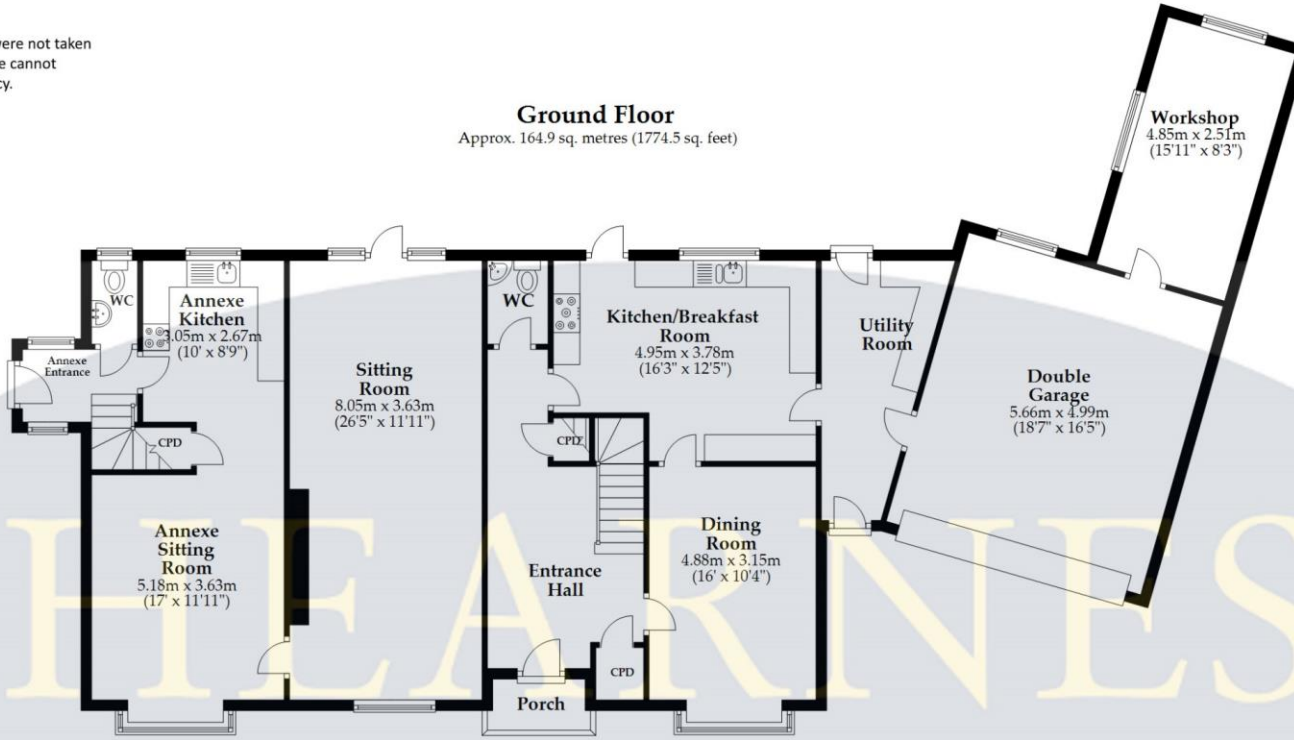 were not taken
e cannot
cy.
Ground Floor
Approx. 164.9 sq. metres (1774.5 sq. feet)
Workshop
4.85m x 2.51m
(15'11" x 8'3")
WC
Annexe
Kitchen
3.05m x 2.67m
(10' x 8'9")
Annexe
Entrance
CPD
Annexe
Sitting
Room
5.18m x 3.63m
(17' x 11'11")
Sitting
Room
8.05m x 3.63m
(26'5" x 11'11")
WC
Kitchen/Breakfast
Room
4.95m x 3.78m
(16'3" x 12'5")
Utility
Room
Double
Garage
5.66m x 4.99m
(18'7" x 16'5")
CPD
Dining
Room
4.88m x 3.15m
(16' x 10'4")
Entrance
Hall
CPD
Porch
HEARNES